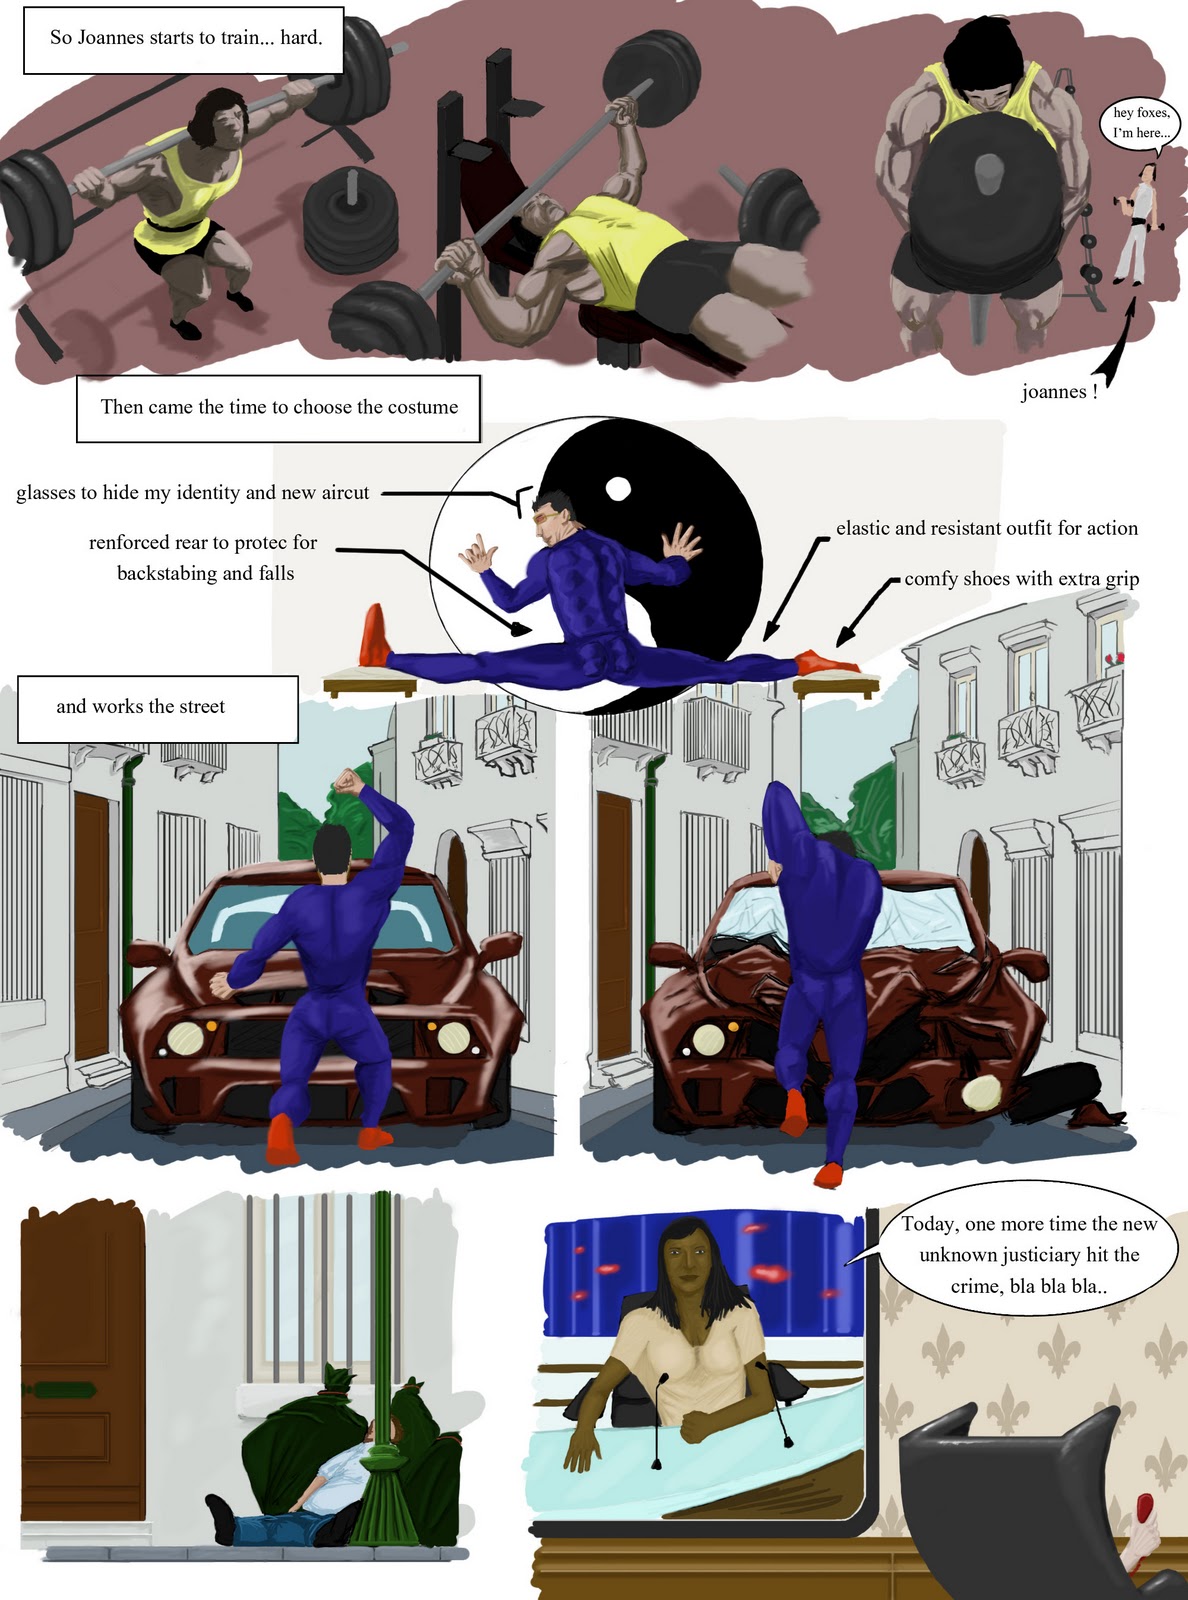 So Joannes starts to train... hard.
hey foxes,
I'm here...
joannes !
Then came the time to choose the costume
glasses to hide my identity and new aircut
renforced rear to protec for
backstabing and falls
elastic and resistant outfit for action
comfy shoes with extra grip
and works the street
Today, one more time the new
unknown justiciary hit the
crime, bla bla bla..